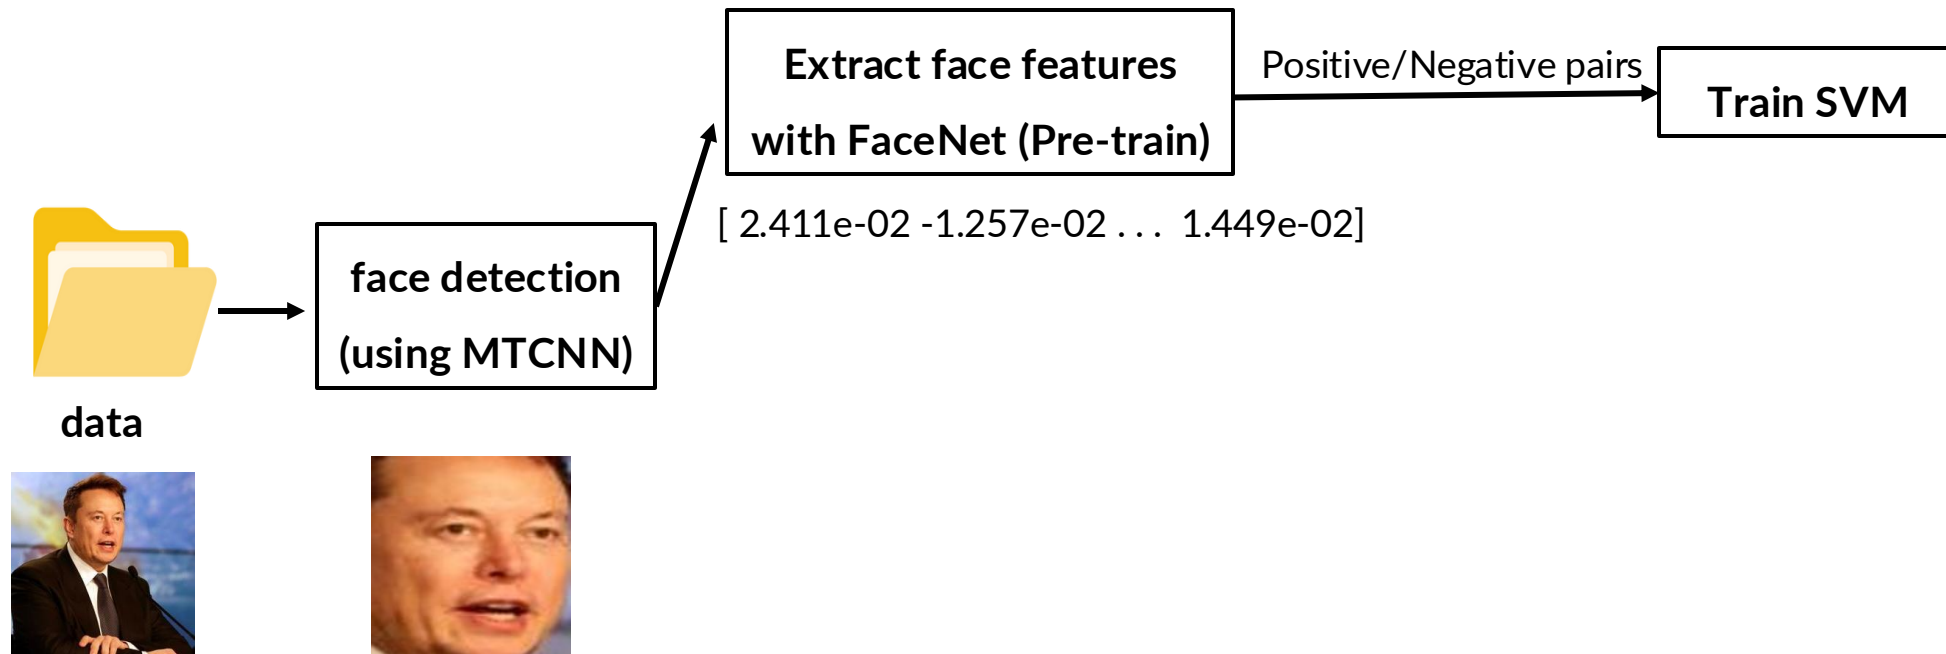 data
face detection
(using MTCNN)
Extract face features
with FaceNet (Pre-train)
[ 2.411e-02 -1.257e-02 . . .  1.449e-02]
Positive/Negative pairs
Train SVM